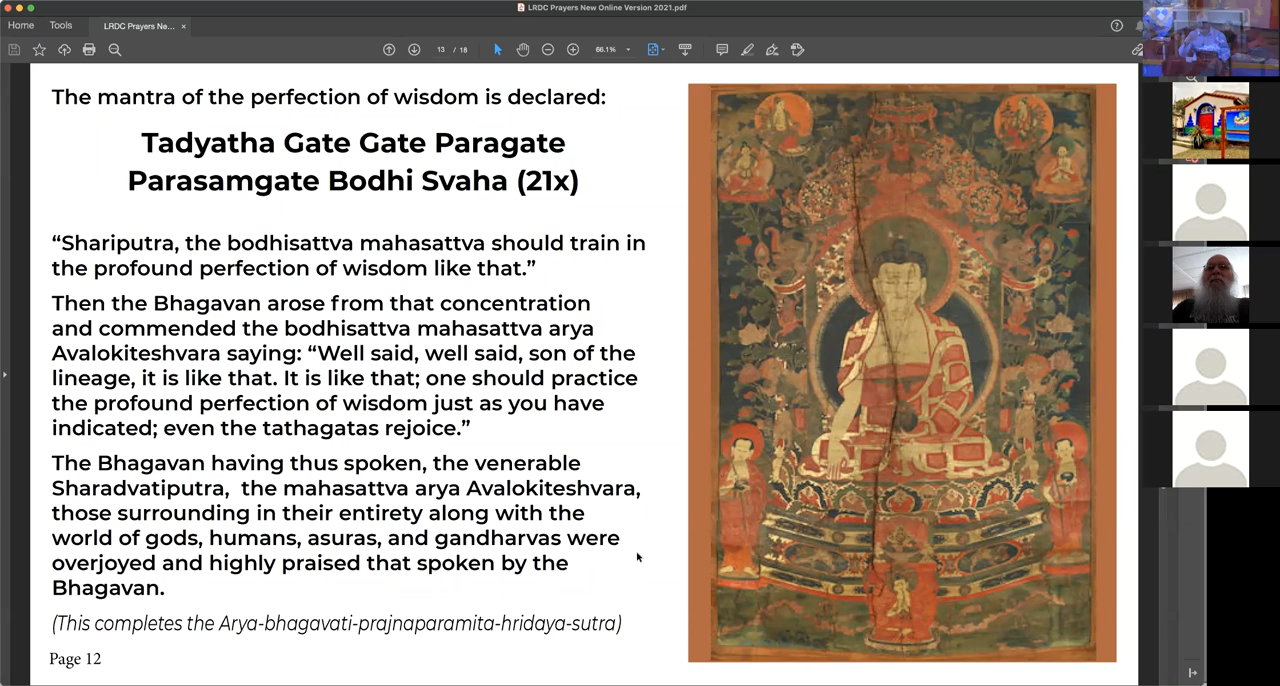 LRDC Prayers New Online Version 2021.pdf
Home Tools LRDC Prayers Ne... ×
13 / 18 66.1%
The mantra of the perfection of wisdom is declared:
Tadyatha Gate Gate Paragate
Parasamgate Bodhi Svaha (21x)
“Shariputra, the bodhisattva mahasattva should train in
the profound perfection of wisdom like that.”
Then the Bhagavan arose from that concentration
and commended the bodhisattva mahasattva arya
Avalokiteshvara saying: “Well said, well said, son of the
lineage, it is like that. It is like that; one should practice
the profound perfection of wisdom just as you have
indicated; even the tathagatas rejoice.”
The Bhagavan having thus spoken, the venerable
Sharadvatiputra, the mahasattva arya Avalokiteshvara,
those surrounding in their entirety along with the
world of gods, humans, asuras, and gandharvas were
overjoyed and highly praised that spoken by the
Bhagavan.
(This completes the Arya-bhagavati-prajnaparamita-hridaya-sutra)
Page 12